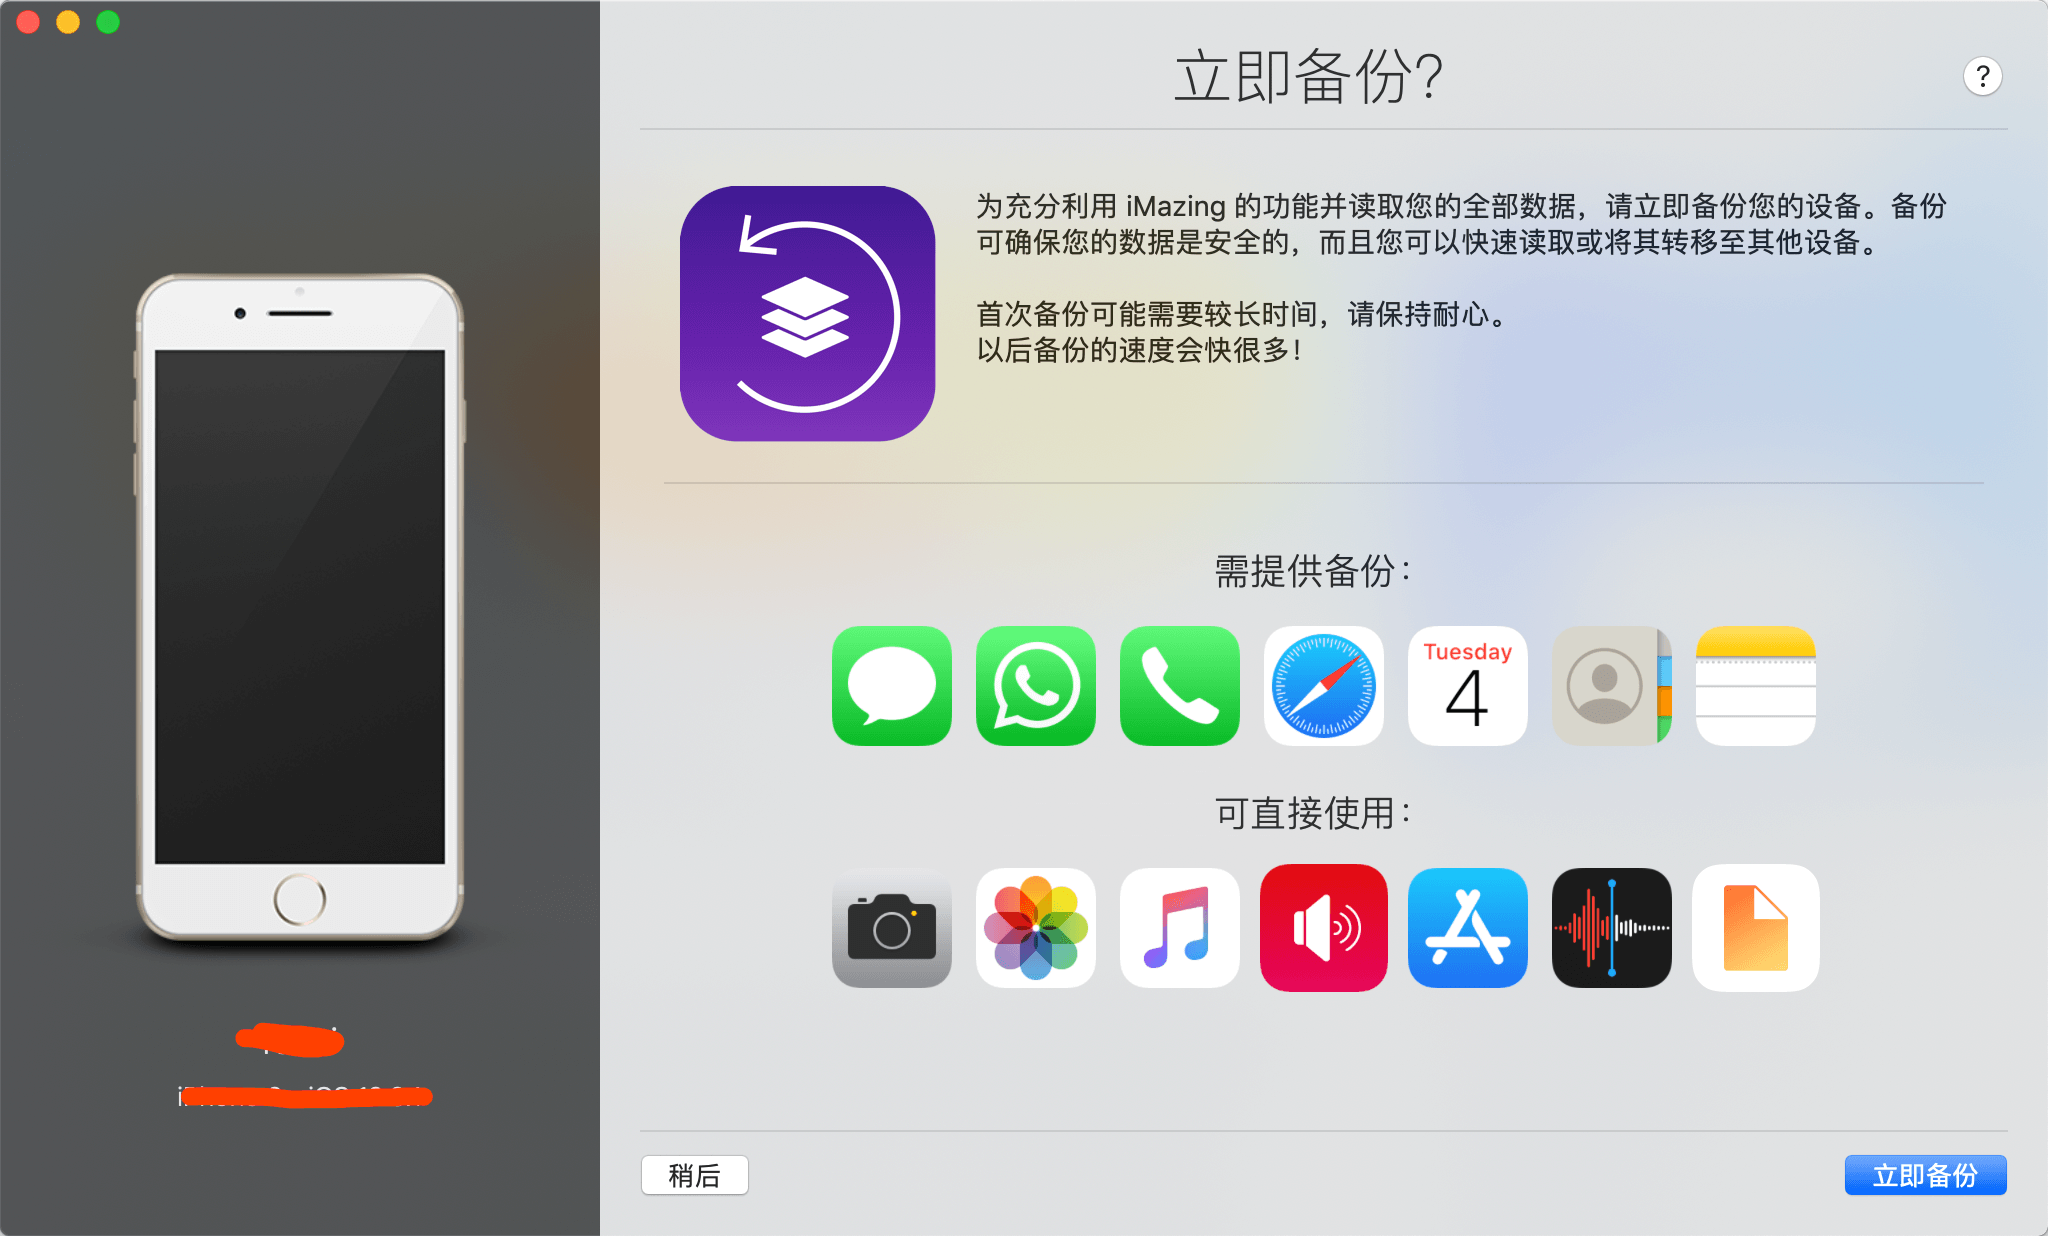 立即备份?
?
为充分利用 iMazing 的功能并读取您的全部数据，请立即备份您的设备。备份
可确保您的数据是安全的，而且您可以快速读取或将其转移至其他设备。
首次备份可能需要较长时间，请保持耐心。
以后备份的速度会快很多！
需提供备份：
Tuesday
4
可直接使用：
稍后
立即备份